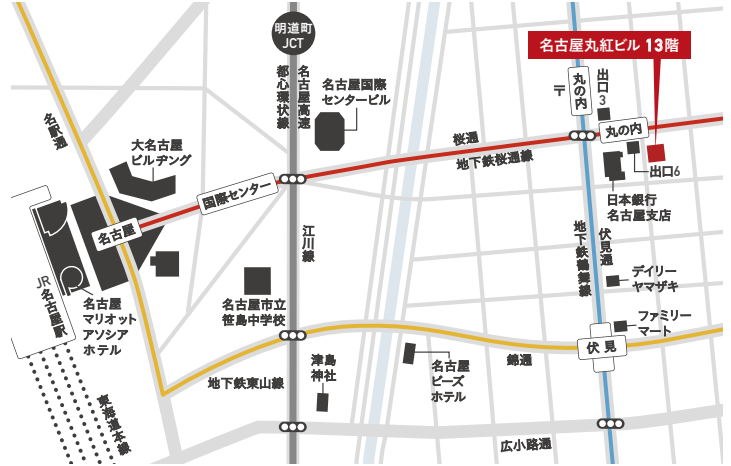 明道町
JCT
名古屋丸紅ビル 13階
名古屋高速
都心環状線
名古屋国際
センタービル
丸の内
出口3
〒
丸の内
名駅通
大名古屋
ビルヂング
桜通
地下鉄桜通線
出口6
国際センター
日本銀行
名古屋支店
名古屋
江川線
伏見通
地下鉄鶴舞線
デイリー
ヤマザキ
JR名古屋駅
名古屋
マリオット
アソシア
ホテル
名古屋市立
笹島中学校
ファミリー
マート
伏見
津島
神社
名古屋
ビーズ
ホテル
錦通
地下鉄東山線
東海道本線
広小路通